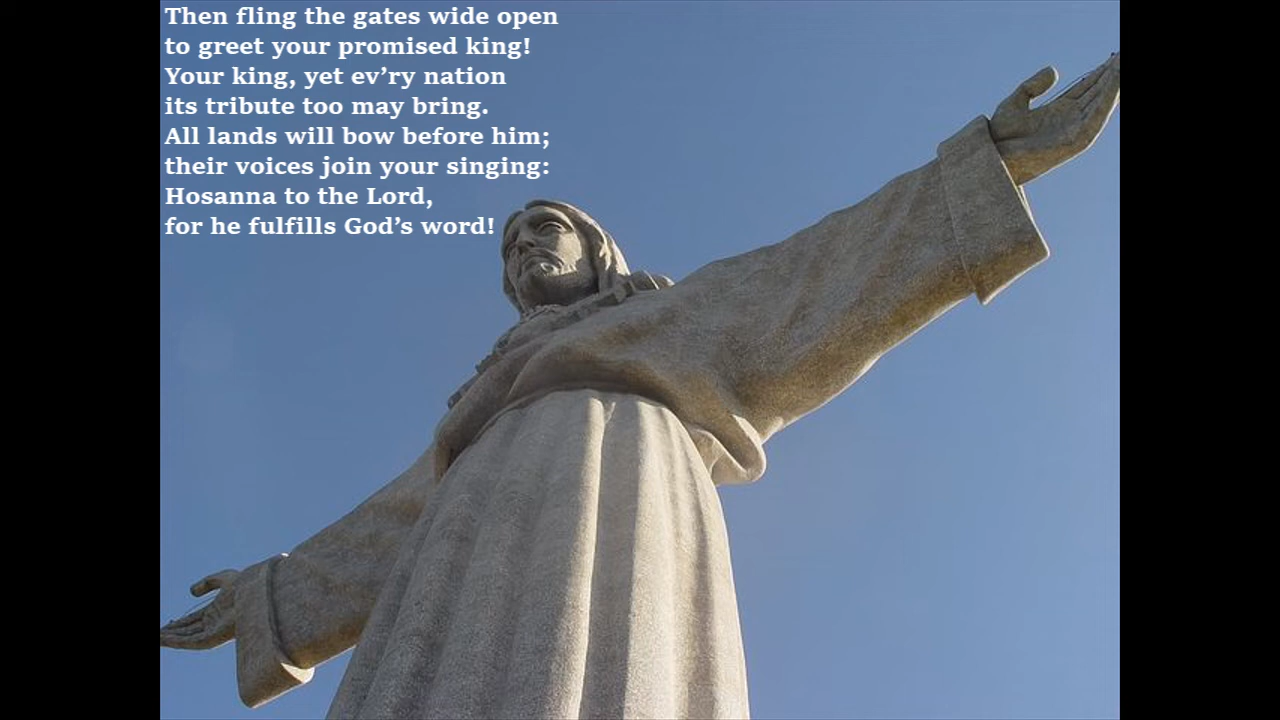 Then fling the gates wide open
to greet your promised king!
Your king, yet ev’ry nation
its tribute too may bring.
All lands will bow before him;
their voices join your singing:
Hosanna to the Lord,
for he fulfills God’s word!